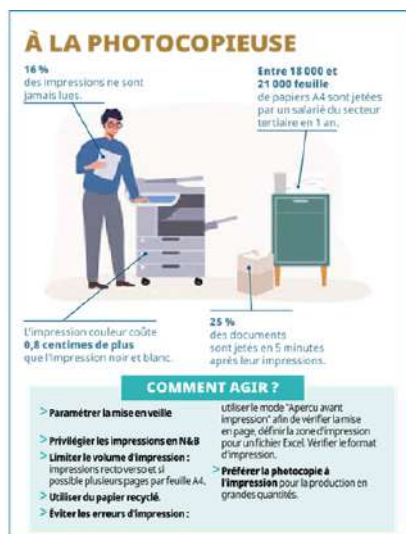 À LA PHOTOCOPIEUSE
16 %
des impressions ne sont
jamais lues.
Entre 18 000 et
21 000 feuille
de papiers A4 sont jetées
par un salarié du secteur
tertiaire en 1 an.
L'impression couleur coûte
0,8 centimes de plus
que l'impression noir et blanc.
25 %
des documents
sont jetés en 5 minutes
après leur impressions.
COMMENT AGIR ?
> Paramétrer la mise en veille
> Privilégier les impressions en N&B
> Limiter le volume d'impression :
impressions recto verso et si
possible plusieurs pages par feuille A4.
> Utiliser du papier recyclé.
> Éviter les erreurs d'impression :
utiliser le mode "Aperçu avant
impression" afin de vérifier la mise
en page, définir la zone d'impression
pour un fichier Excel. Vérifier le format
d'impression.
> Préférer la photocopie à
l'impression pour la production en
grandes quantités.